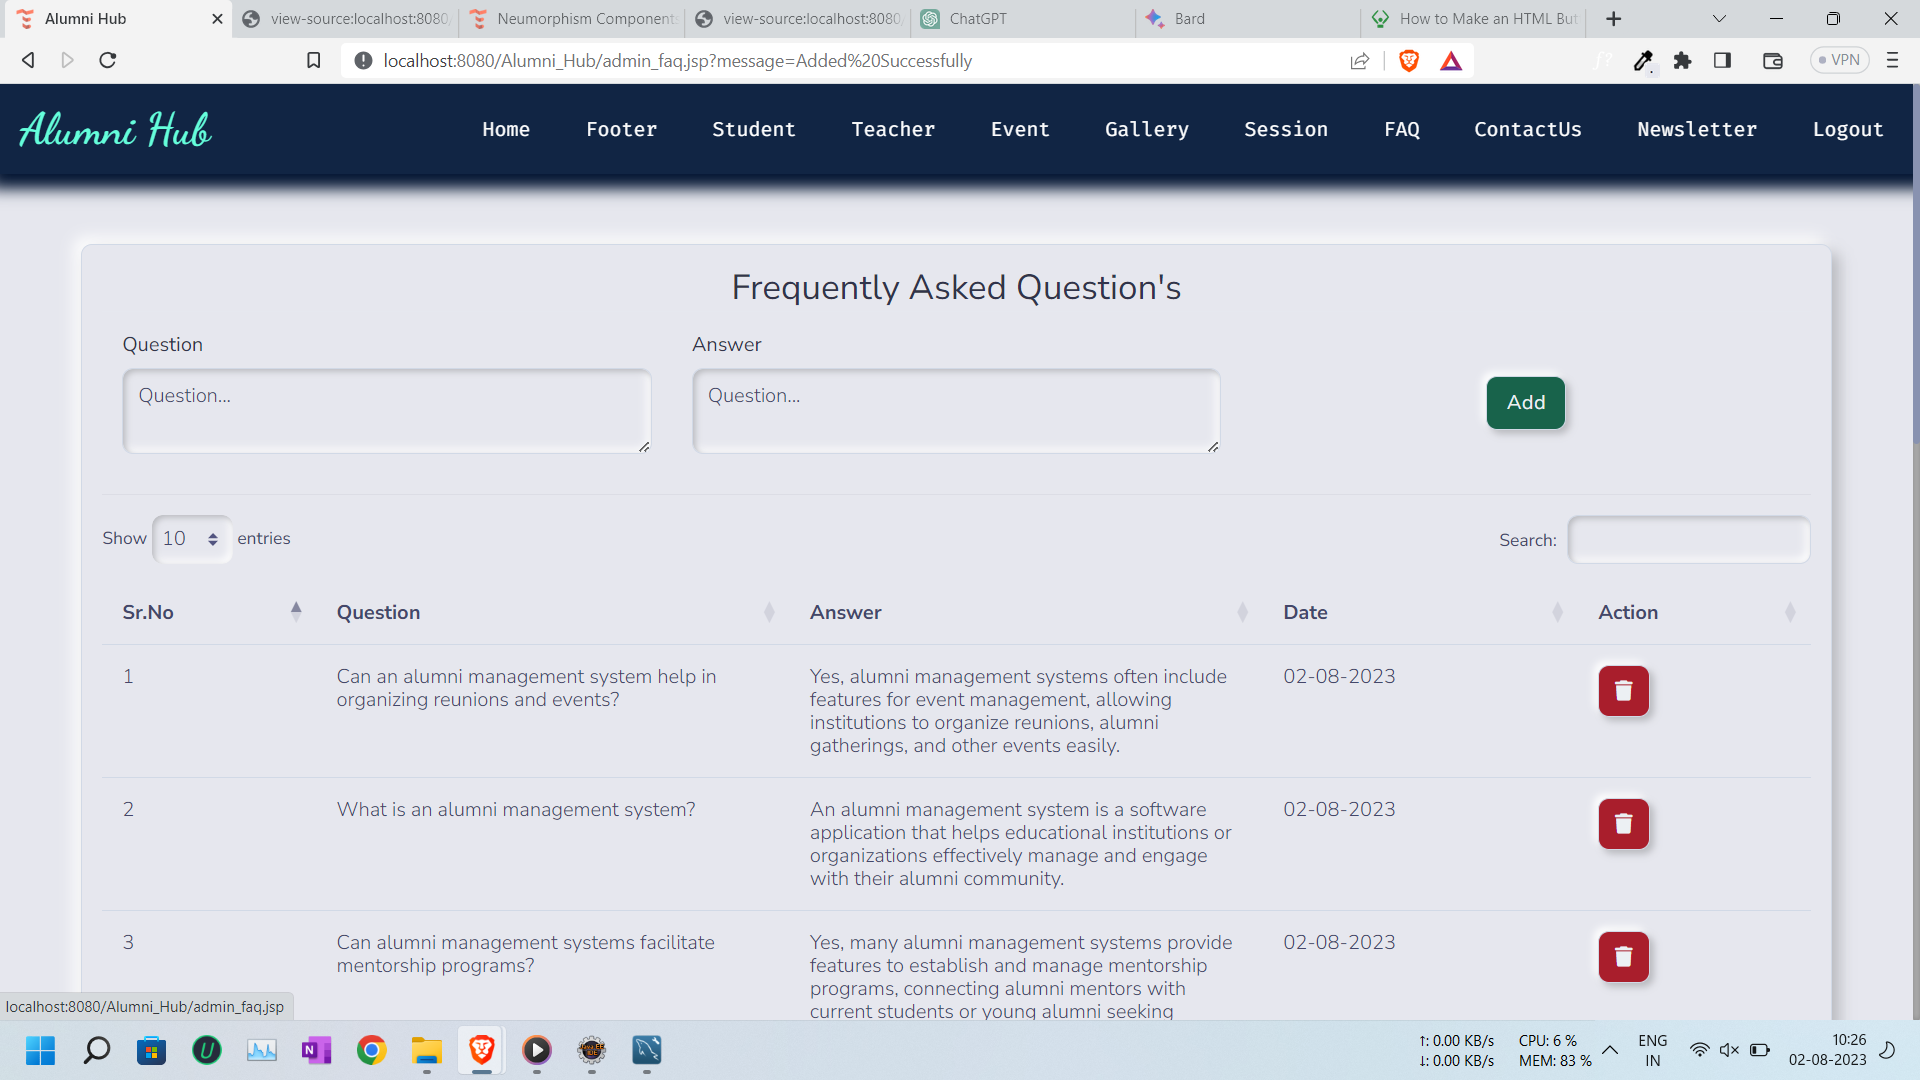 Alumni Hub
view-source:localhost:8080/
Neumorphism Component
view-source:localhost:8080/
ChatGPT
Bard
How to Make an HTML But
localhost:8080/Alumni_Hub/admin_faq.jsp?message=Added%20Successfully
VPN
Alumni Hub
Home
Footer
Student
Teacher
Event
Gallery
Session
FAQ
ContactUs
Newsletter
Logout
Frequently Asked Question's
Question
Answer
Question...
Question...
Add
Show 10 entries
Search:
Sr.No
Question
Answer
Date
Action
1
Can an alumni management system help in
organizing reunions and events?
Yes, alumni management systems often include
features for event management, allowing
institutions to organize reunions, alumni
gatherings, and other events easily.
02-08-2023
2
What is an alumni management system?
An alumni management system is a software
application that helps educational institutions or
organizations effectively manage and engage
with their alumni community.
02-08-2023
3
Can alumni management systems facilitate
mentorship programs?
Yes, many alumni management systems provide
features to establish and manage mentorship
programs, connecting alumni mentors with
current students or young alumni seeking
02-08-2023
localhost:8080/Alumni_Hub/admin_faq.jsp
↑: 0.00 KB/s
↓: 0.00 KB/s
CPU: 6 %
MEM: 83 %
ENG
IN
10:26
02-08-2023